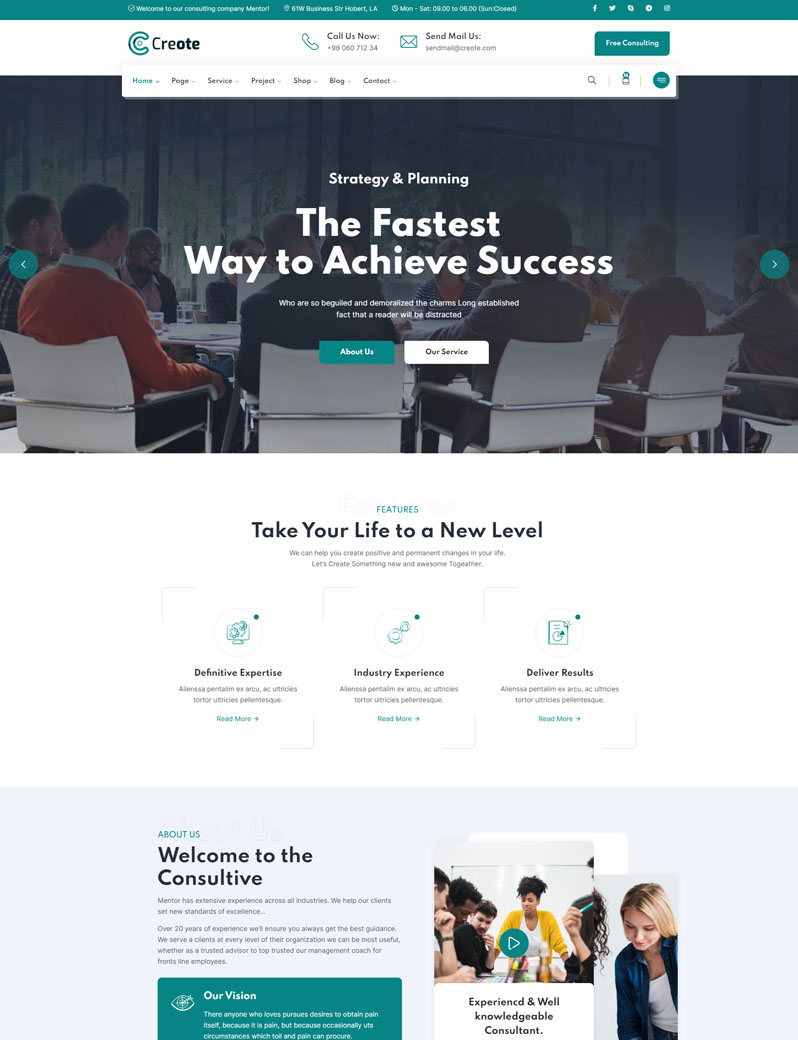 Welcome to our consulting company Mentor!
61W Business Str Hobert, LA
Mon - Sat: 09.00 to 06.00 (Sun:Closed)
Creote
Call Us Now:
+98 060 712 34
Send Mail Us:
sendmail@creote.com
Free Consulting
Home
Page
Service
Project
Shop
Blog
Contact
Strategy & Planning
The Fastest
Way to Achieve Success
Who are so beguiled and demoralized the charms Long established
fact that a reader will be distracted
About Us
Our Service
Features
FEATURES
Take Your Life to a New Level
We can help you create positive and permanent changes in your life.
Let's Create Something new and awesome Togeather.
Definitive Expertise
Alienssa pentalim ex arcu, ac ultricies
tortor ultricies pellentesque.
Read More
Industry Experience
Alienssa pentalim ex arcu, ac ultricies
tortor ultricies pellentesque.
Read More
Deliver Results
Alienssa pentalim ex arcu, ac ultricies
tortor ultricies pellentesque.
Read More
About Us
ABOUT US
Welcome to the
Consultive
Mentor has extensive experience across all industries. We help our clients
set new standards of excellence...
Over 20 years of experience we'll ensure you always get the best guidance.
We serve a clients at every level of their organization we can be most useful,
whether as a trusted advisor to top trusted our management coach for
fronts line employees.
Our Vision
There anyone who loves pursues desires to obtain pain
itself, because it is pain, but because occasionally uts
circumstances which toil and pain can procure.
Experiencd & Well
knowledgeable
Consultant.